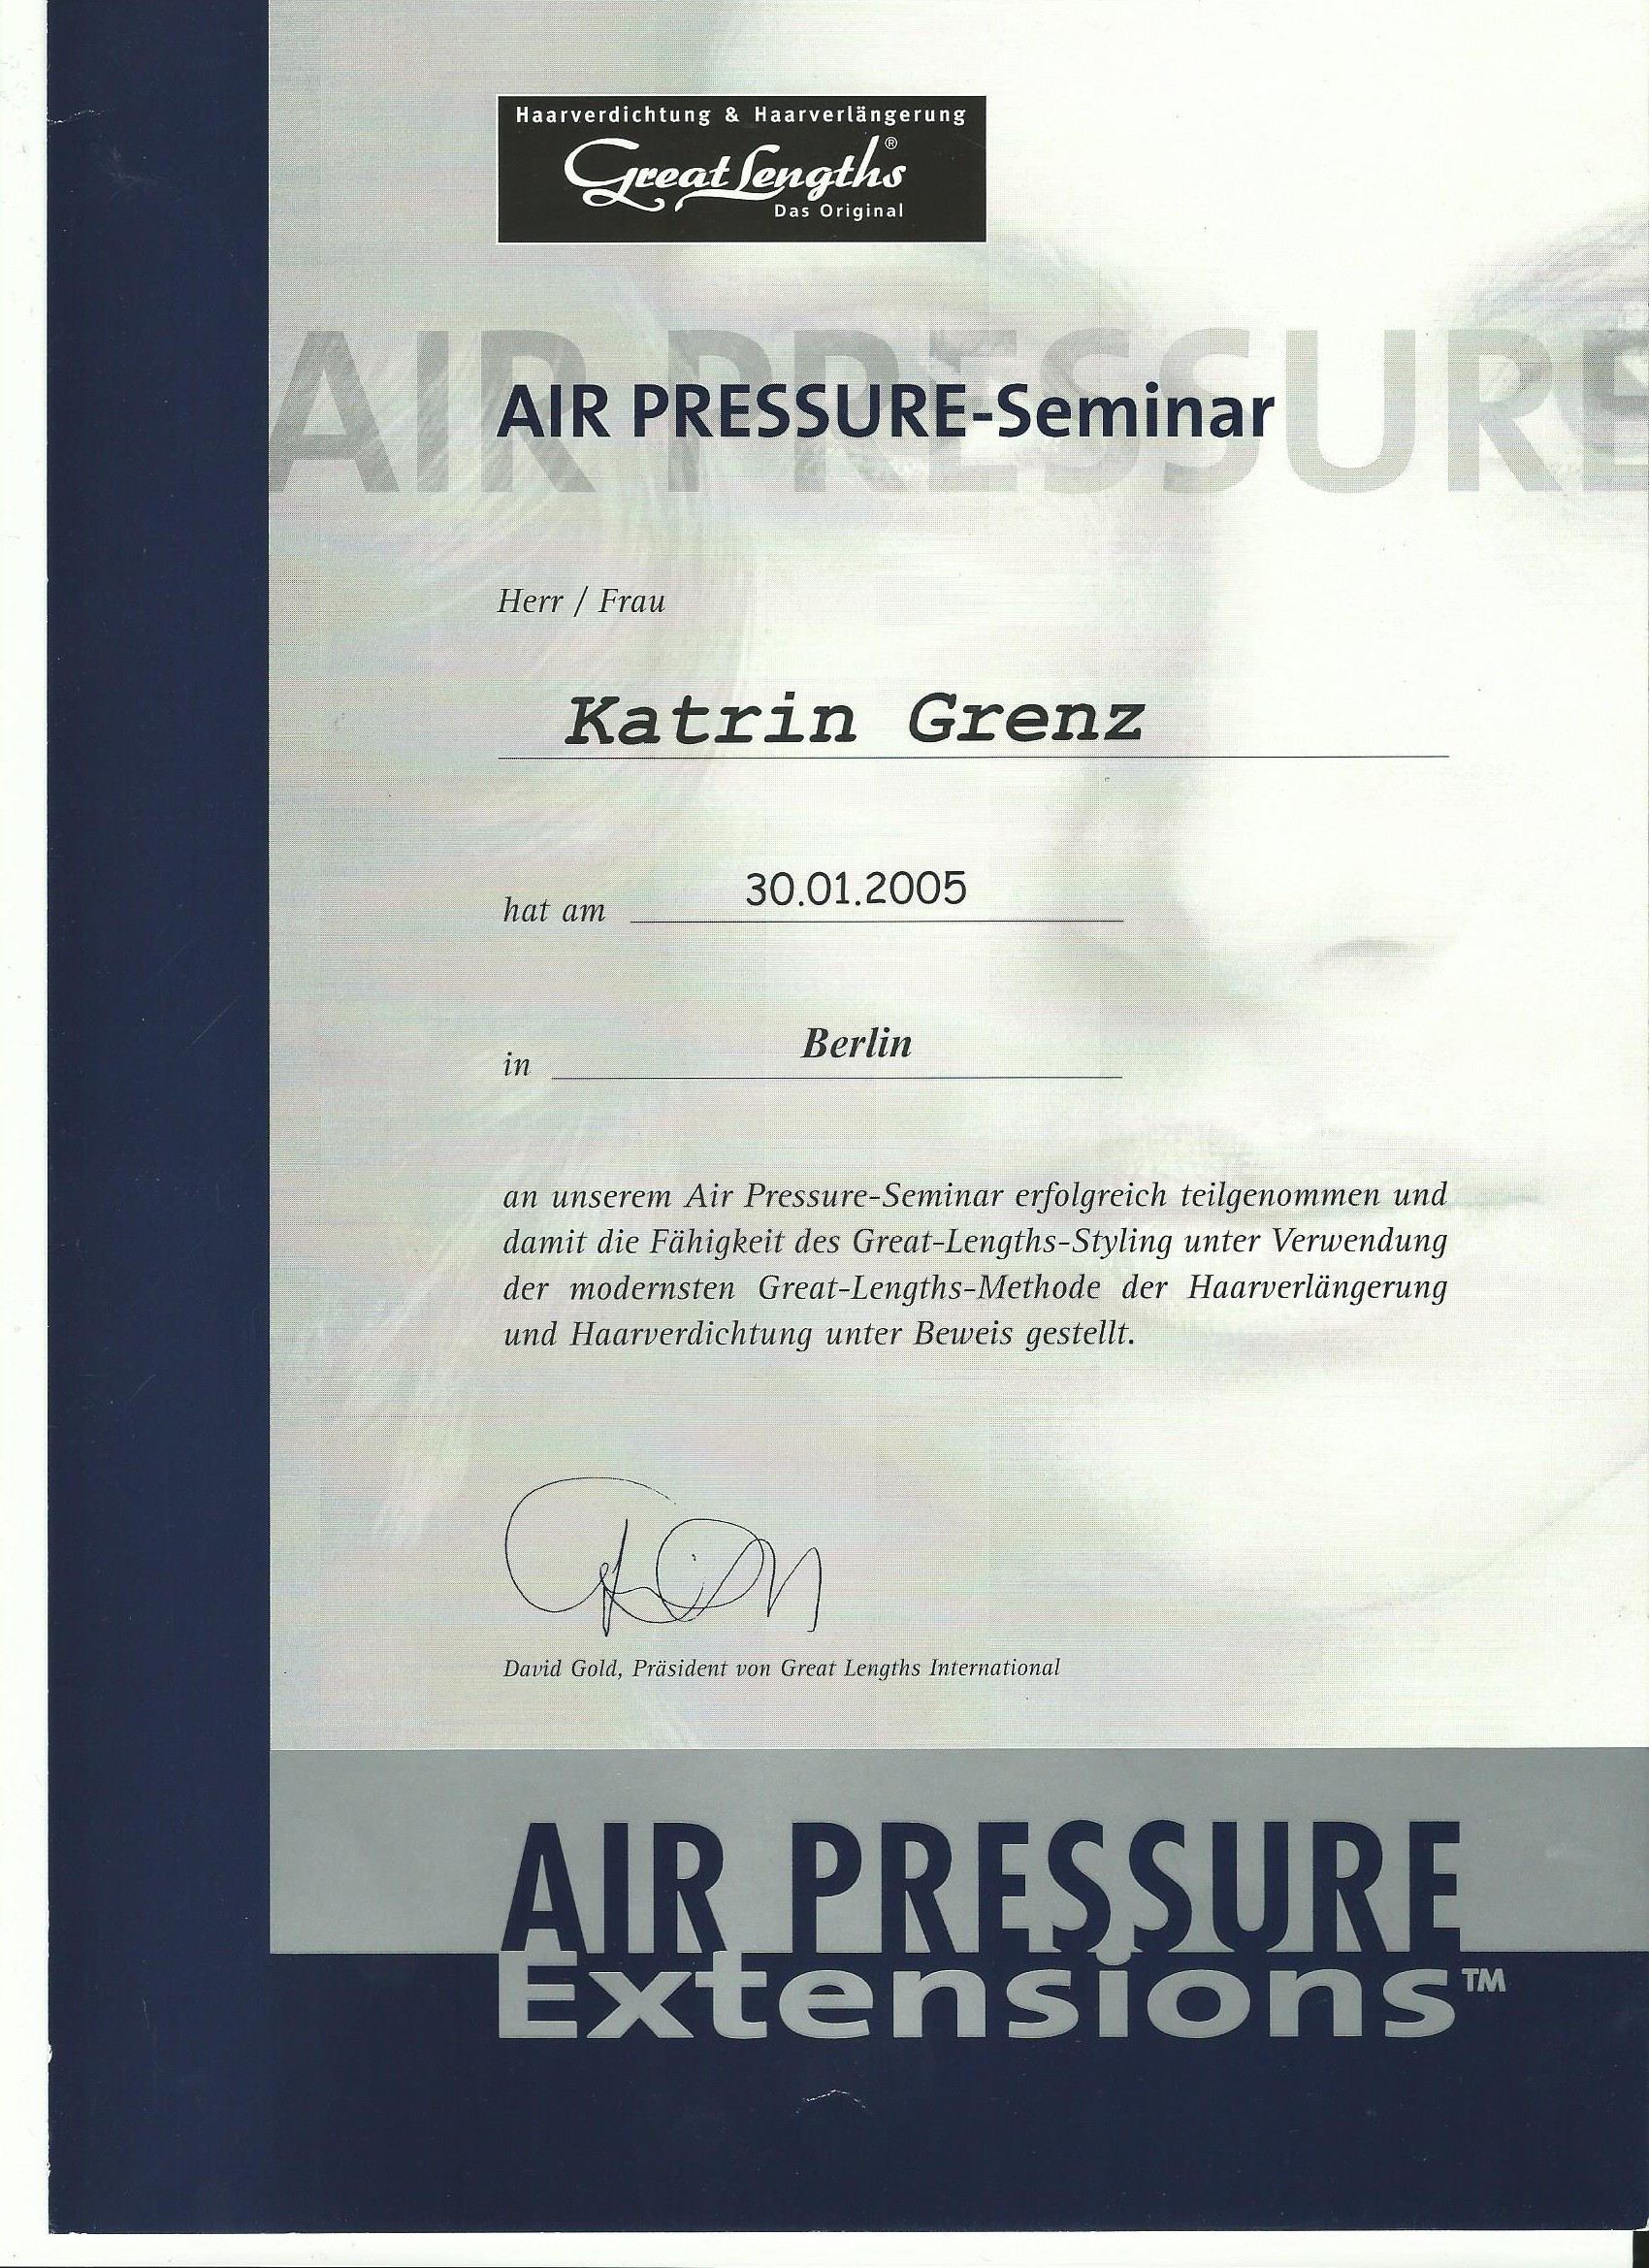 Haarverdichtung & Haarverlängerung
Great Lengths®
Das Original
AIR PRESSURE
AIR PRESSURE-Seminar
Herr / Frau
Katrin Grenz
hat am 30.01.2005
in Berlin
an unserem Air Pressure-Seminar erfolgreich teilgenommen und
damit die Fähigkeit des Great-Lengths-Styling unter Verwendung
der modernsten Great-Lengths-Methode der Haarverlängerung
und Haarverdichtung unter Beweis gestellt.
David Gold, Präsident von Great Lengths International
AIR PRESSURE
Extensions™